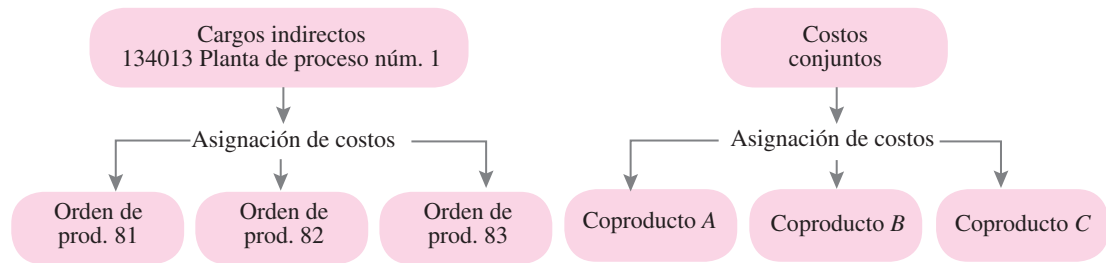 Cargos indirectos
134013 Planta de proceso núm. 1
Asignación de costos
Orden de
prod. 81
Orden de
prod. 82
Orden de
prod. 83
Costos
conjuntos
Asignación de costos
Coproducto A
Coproducto B
Coproducto C